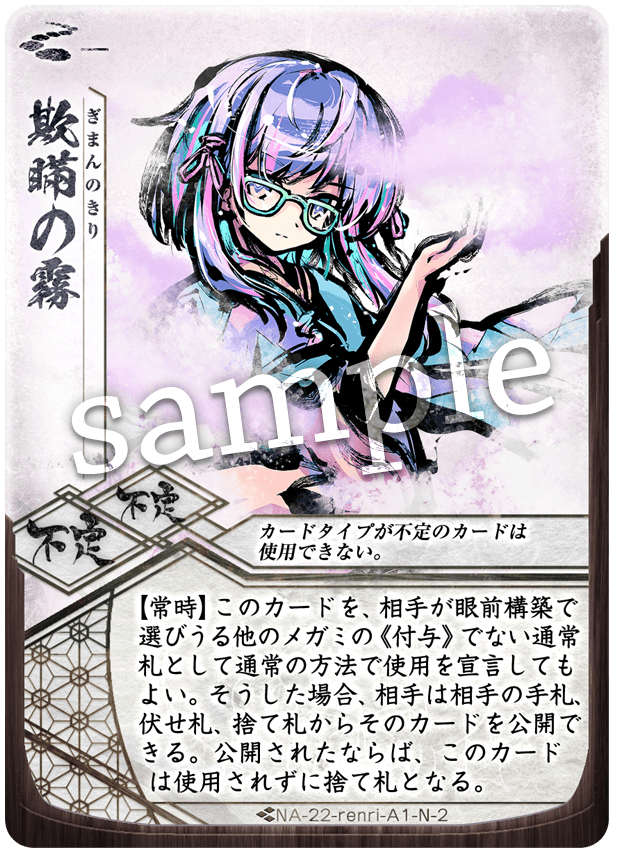 欺瞞の霧
ぎまんのきり
sample
不定
不定
カードタイプが不定のカードは
使用できない。
【常時】このカードを、相手が眼前構築で
選びうる他のメガミの《付与》でない通常
札として通常の方法で使用を宣言しても
よい。そうした場合、相手は相手の手札、
伏せ札、捨て札からそのカードを公開で
きる。公開されたならば、このカード
は使用されずに捨て札となる。
NA-22-renri-A1-N-2